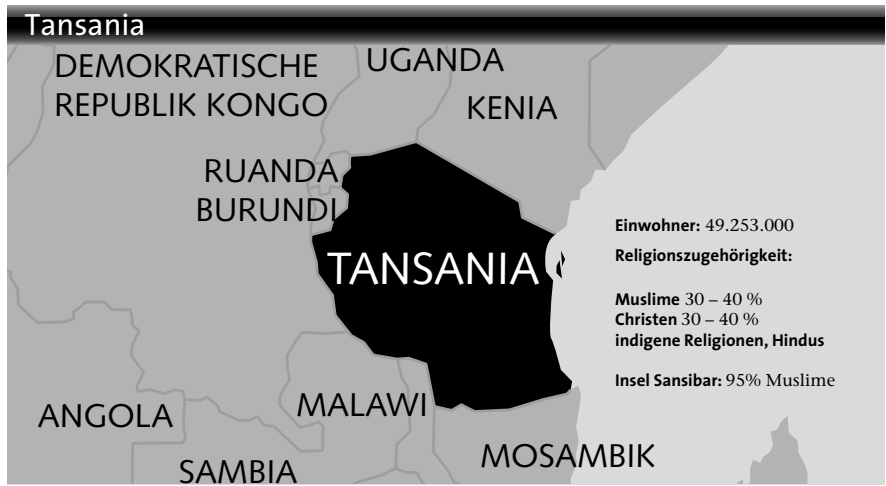 Tansania
DEMOKRATISCHE
REPUBLIK KONGO
UGANDA
KENIA
RUANDA
BURUNDI
TANSANIA
Einwohner: 49.253.000
Religionszugehörigkeit:
Muslime 30 – 40 %
Christen 30 – 40 %
indigene Religionen, Hindus
Insel Sansibar: 95% Muslime
ANGOLA
MALAWI
SAMBIA
MOSAMBIK